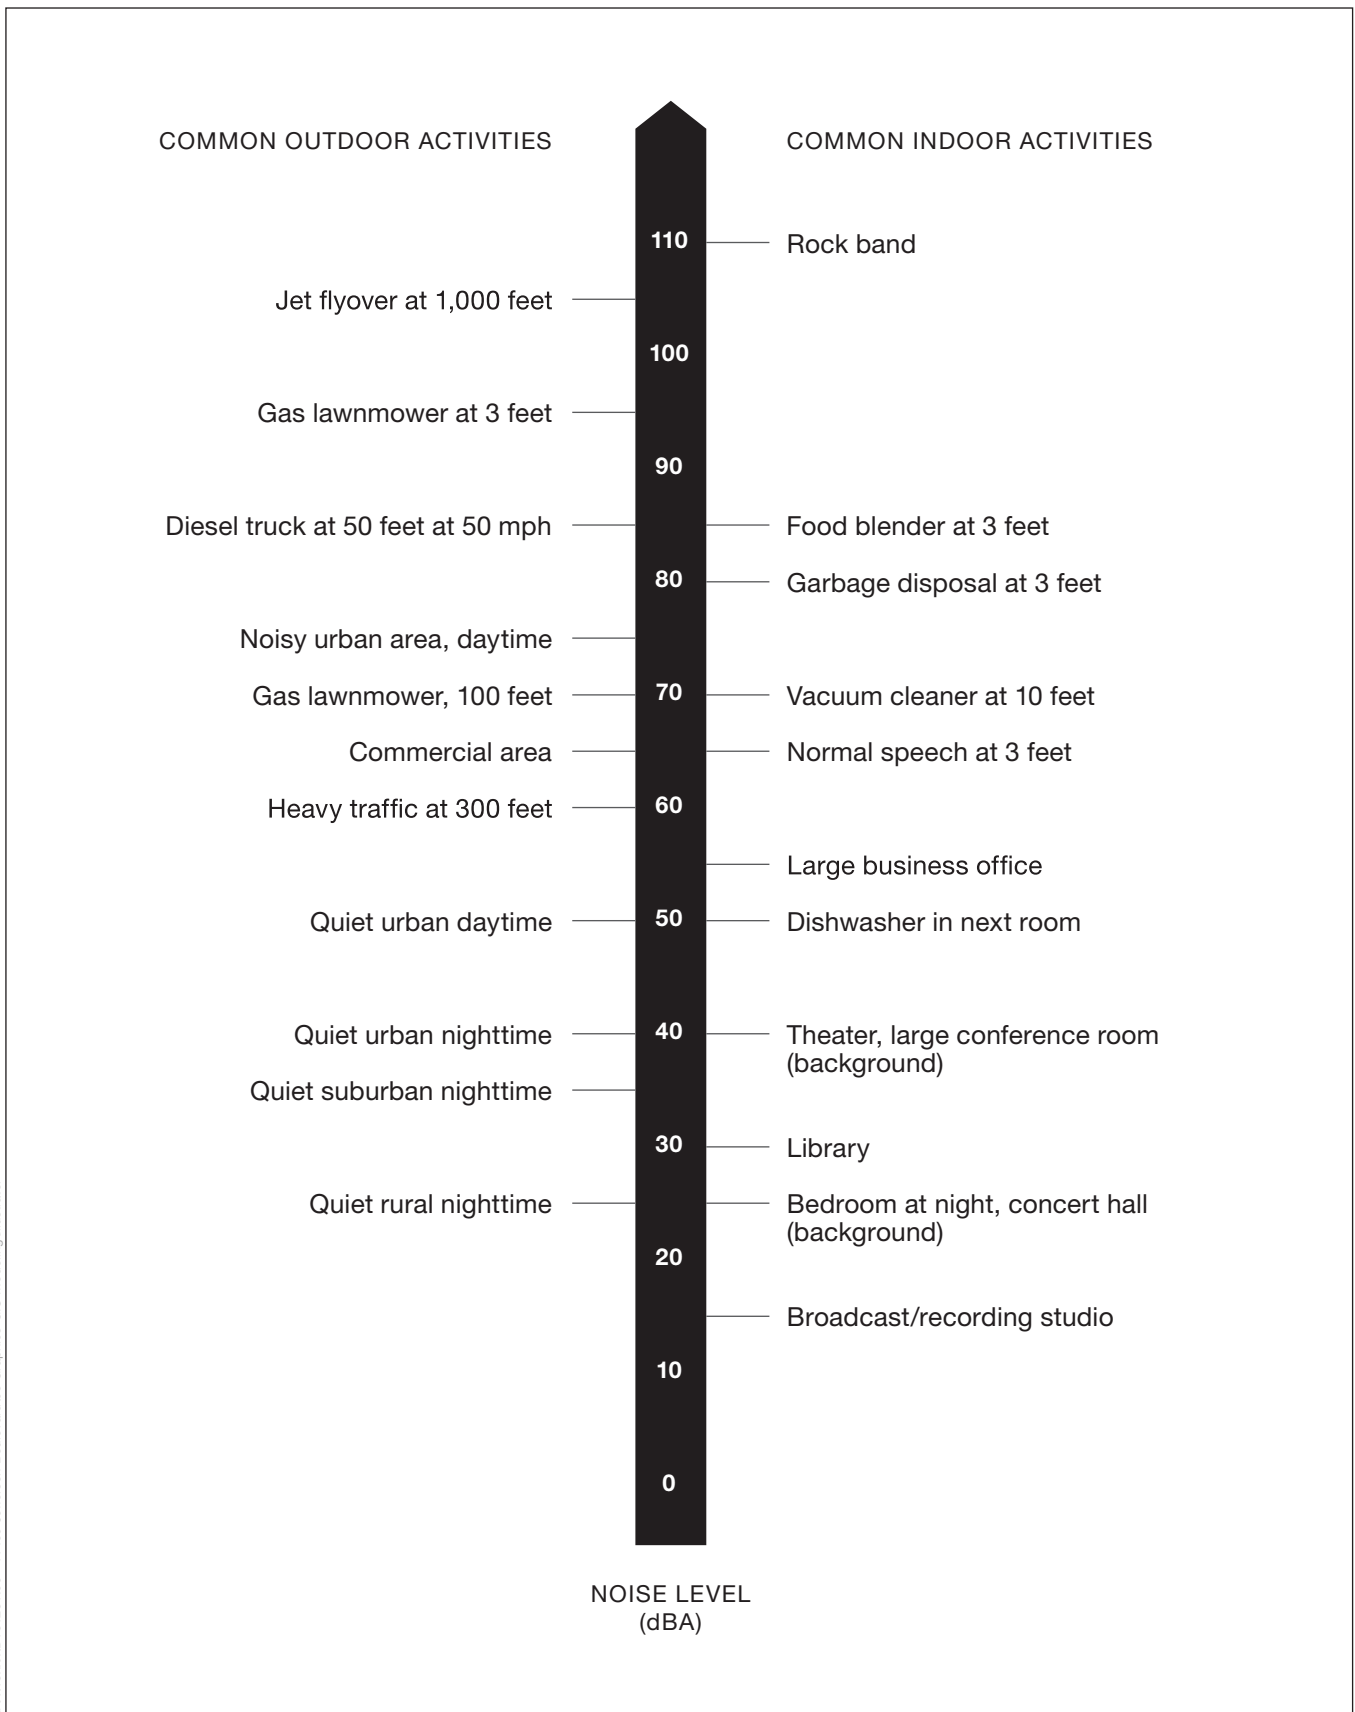 COMMON OUTDOOR ACTIVITIES
COMMON INDOOR ACTIVITIES
110
Rock band
Jet flyover at 1,000 feet
100
Gas lawnmower at 3 feet
90
Diesel truck at 50 feet at 50 mph
Food blender at 3 feet
80
Garbage disposal at 3 feet
Noisy urban area, daytime
Gas lawnmower, 100 feet
70
Vacuum cleaner at 10 feet
Commercial area
Normal speech at 3 feet
Heavy traffic at 300 feet
60
Large business office
Quiet urban daytime
50
Dishwasher in next room
Quiet urban nighttime
40
Theater, large conference room
(background)
Quiet suburban nighttime
30
Library
Quiet rural nighttime
Bedroom at night, concert hall
(background)
20
Broadcast/recording studio
10
0
NOISE LEVEL
(dBA)